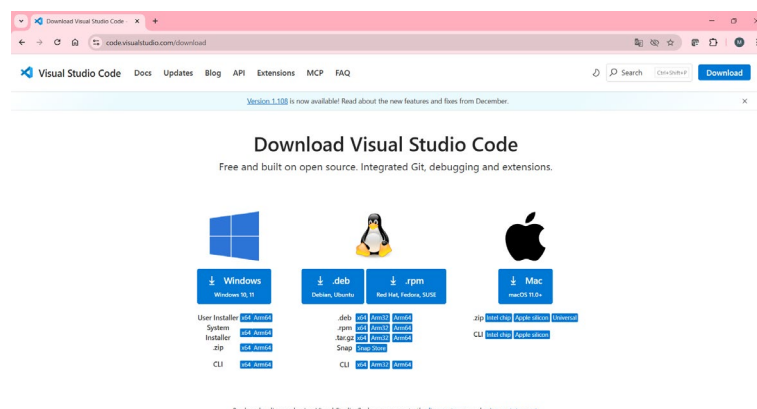 Download Visual Studio Code
code.visualstudio.com/download
M
Visual Studio Code Docs Updates Blog API Extensions MCP FAQ Search Ctrl+Shift+P Download
Version 1.108 is now available! Read about the new features and fixes from December.
Download Visual Studio Code
Free and built on open source. Integrated Git, debugging and extensions.
Windows
Windows 10, 11
User Installer x64 Arm64
System Installer x64 Arm64
.zip x64 Arm64
CLI x64 Arm64
.deb
Debian, Ubuntu
.rpm
Red Hat, Fedora, SUSE
.deb x64 Arm32 Arm64
.rpm x64 Arm32 Arm64
.tar.gz x64 Arm32 Arm64
Snap Snap Store
CLI x64 Arm32 Arm64
Mac
macOS 11.0+
.zip Intel chip Apple silicon Universal
CLI Intel chip Apple silicon